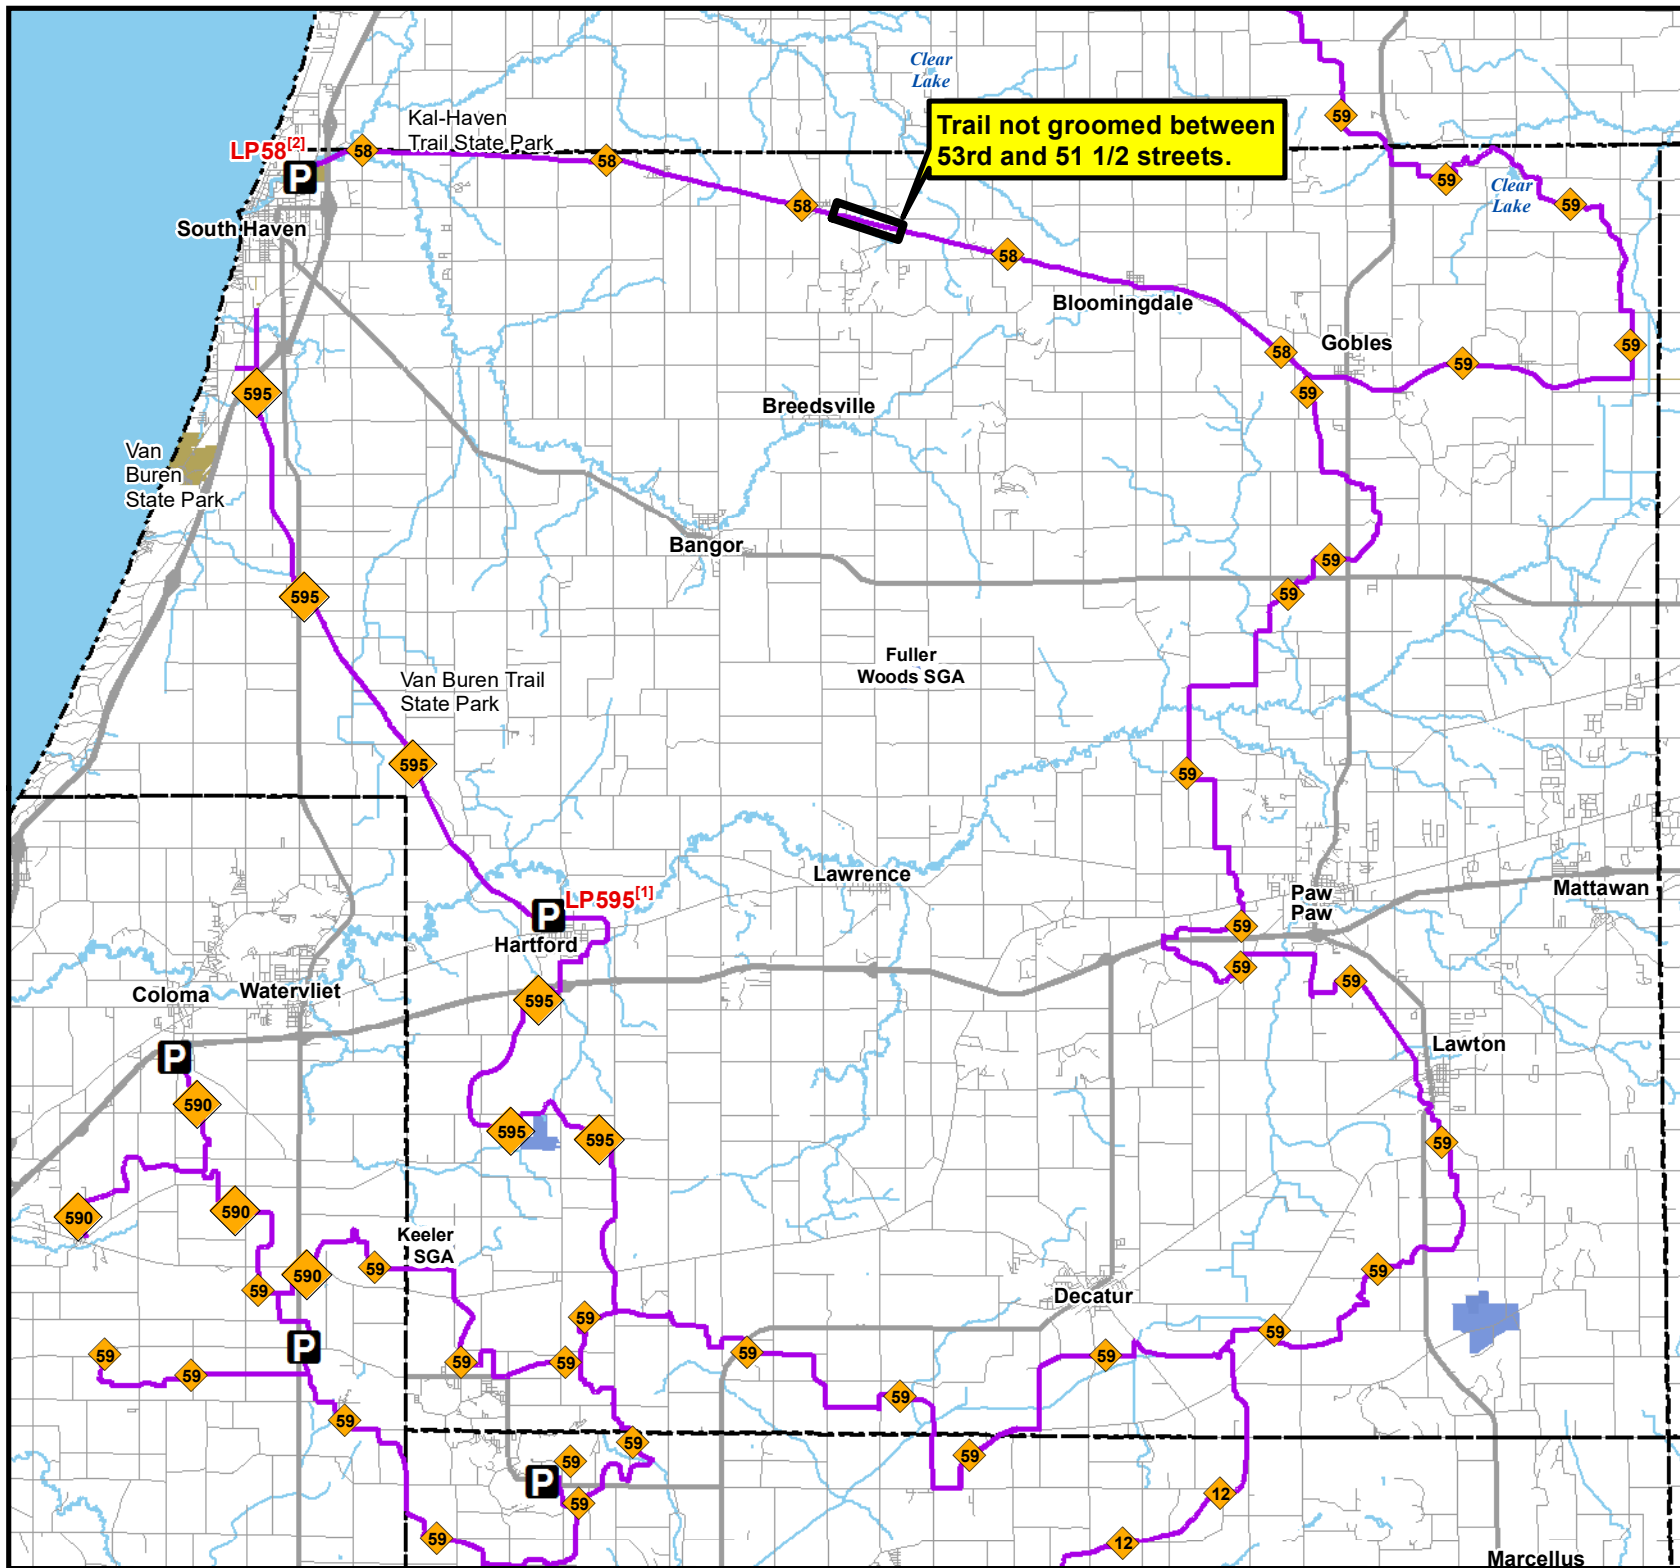 Clear
Lake
Trail not groomed between
53rd and 51 1/2 streets.
Kal-Haven
Trail State Park
LP58[2]
P
58
58
58
58
58
59
59
59
59
59
59
Clear
Lake
South Haven
Bloomingdale
Gobles
Breedsville
595
Van
Buren
State Park
Bangor
59
59
595
Fuller
Woods SGA
Van Buren Trail
State Park
595
59
Lawrence
Paw
Paw
Mattawan
LP595[1]
P
Hartford
59
59
59
Coloma
Watervliet
595
Lawton
P
590
595
595
59
590
590
Keeler
SGA
59
590
59
59
Decatur
P
59
59
59
59
59
59
59
59
59
59
59
59
59
P
59
59
12
59
12
Marcellus